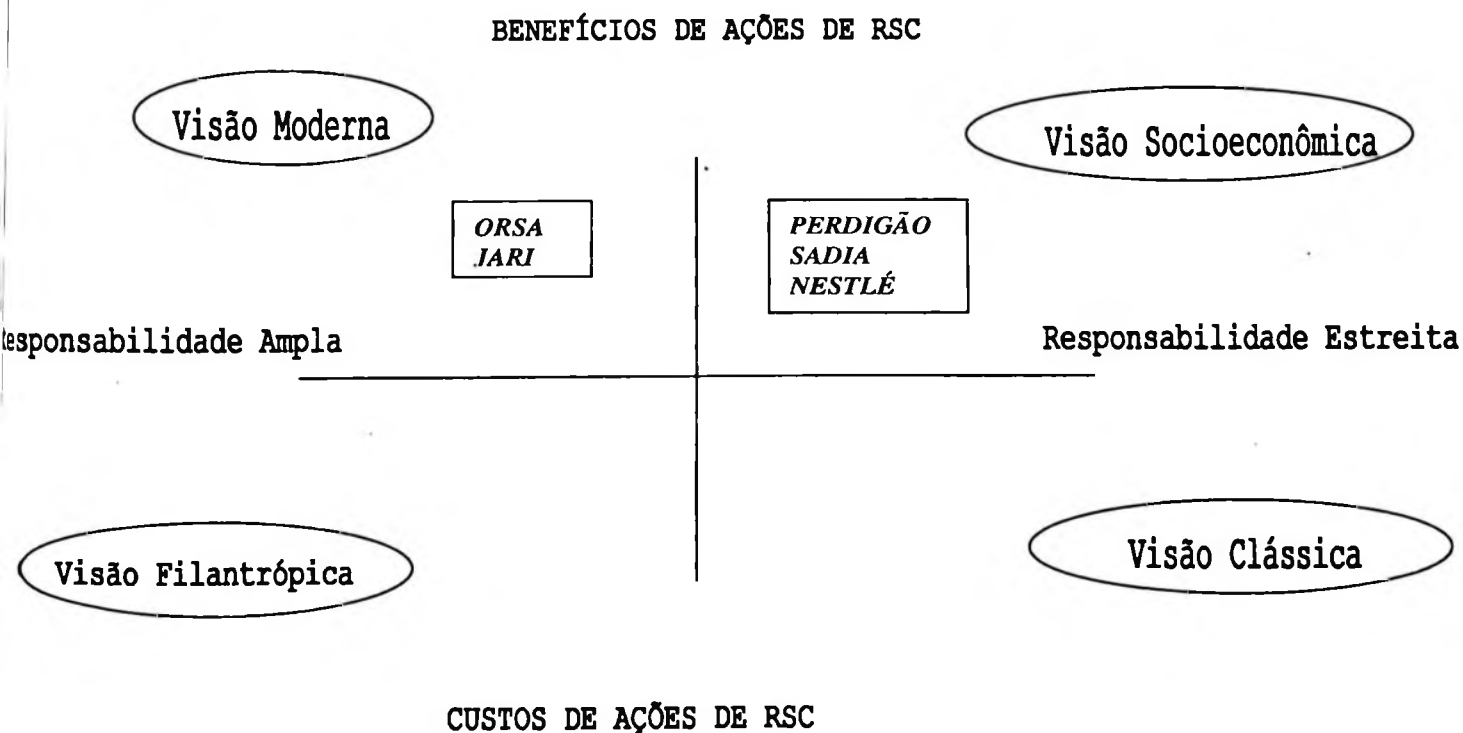 BENEFÍCIOS DE AÇÕES DE RSC
Visão Moderna
Visão Socioeconômica
ORSA
JARI
PERDIGÃO
SADIA
NESTLÉ
Responsabilidade Ampla
Responsabilidade Estreita
Visão Filantrópica
Visão Clássica
CUSTOS DE AÇÕES DE RSC